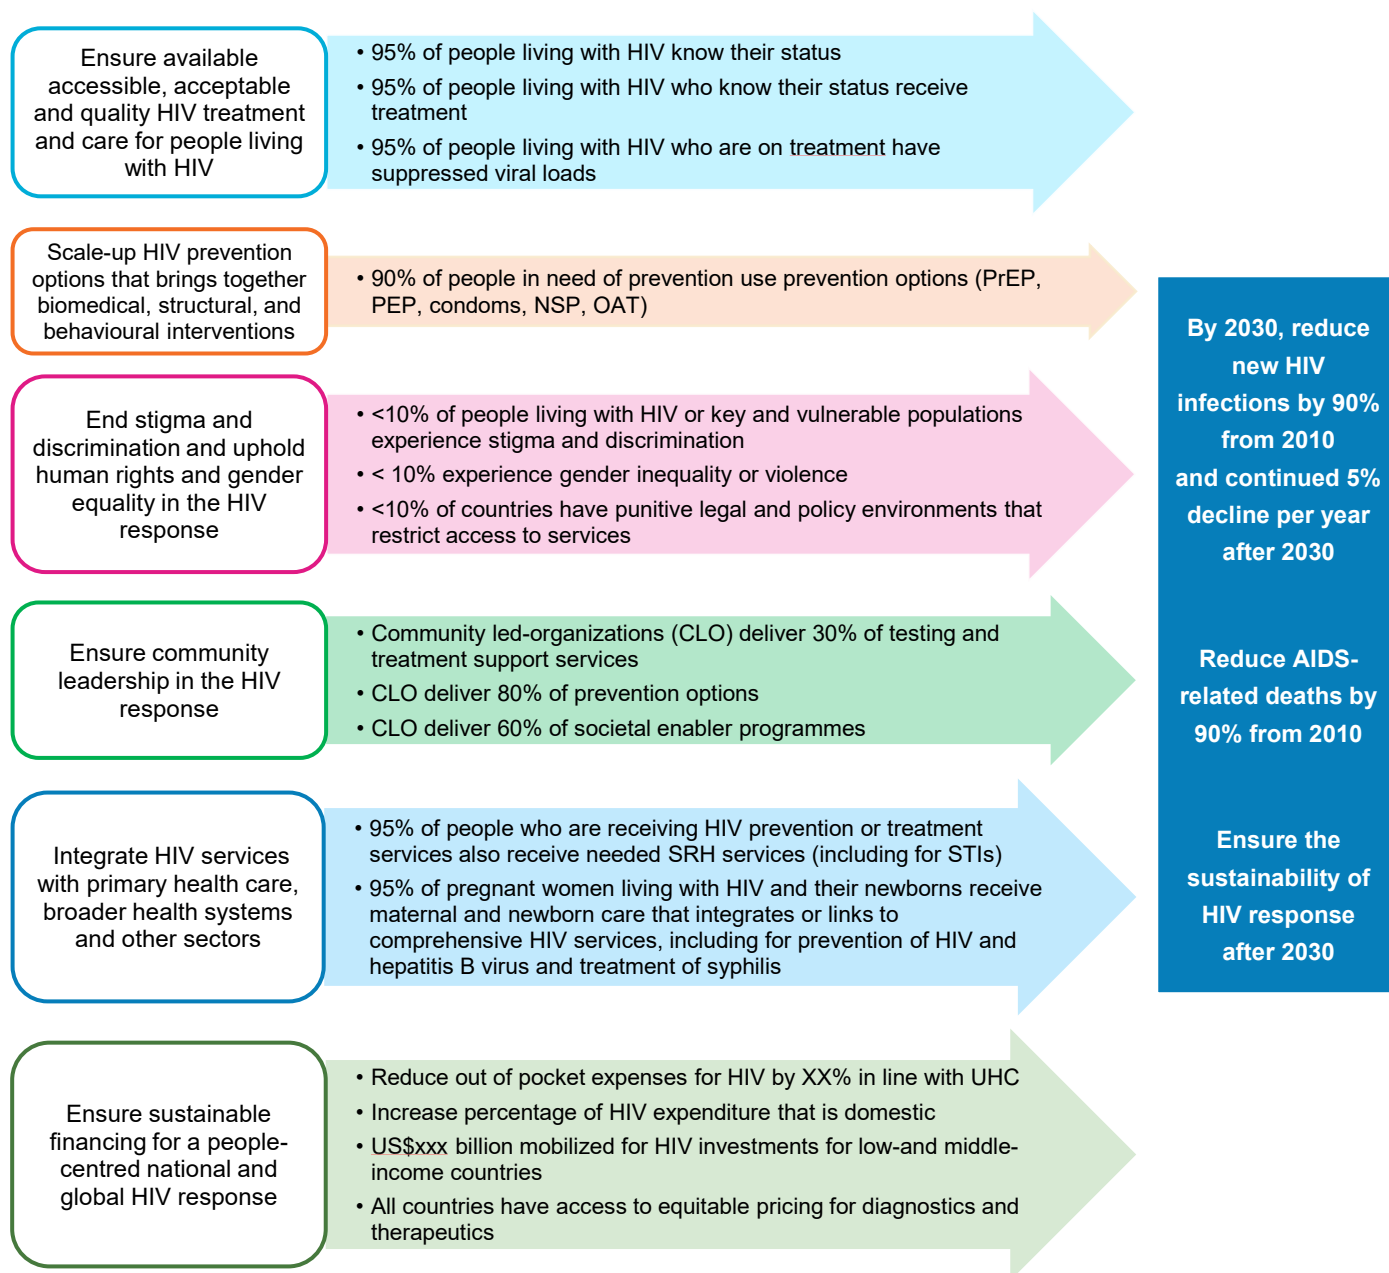 Ensure available
accessible, acceptable
and quality HIV treatment
and care for people living
with HIV
• 95% of people living with HIV know their status
• 95% of people living with HIV who know their status receive
treatment
• 95% of people living with HIV who are on treatment have
suppressed viral loads
Scale-up HIV prevention
options that brings together
biomedical, structural, and
behavioural interventions
• 90% of people in need of prevention use prevention options (PrEP,
PEP, condoms, NSP, OAT)
End stigma and
discrimination and uphold
human rights and gender
equality in the HIV
response
• <10% of people living with HIV or key and vulnerable populations
experience stigma and discrimination
• < 10% experience gender inequality or violence
• <10% of countries have punitive legal and policy environments that
restrict access to services
Ensure community
leadership in the HIV
response
• Community led-organizations (CLO) deliver 30% of testing and
treatment support services
• CLO deliver 80% of prevention options
• CLO deliver 60% of societal enabler programmes
Integrate HIV services
with primary health care,
broader health systems
and other sectors
• 95% of people who are receiving HIV prevention or treatment
services also receive needed SRH services (including for STIs)
• 95% of pregnant women living with HIV and their newborns receive
maternal and newborn care that integrates or links to
comprehensive HIV services, including for prevention of HIV and
hepatitis B virus and treatment of syphilis
Ensure sustainable
financing for a people-
centred national and
global HIV response
• Reduce out of pocket expenses for HIV by XX% in line with UHC
• Increase percentage of HIV expenditure that is domestic
• US$xxx billion mobilized for HIV investments for low-and middle-
income countries
• All countries have access to equitable pricing for diagnostics and
therapeutics
By 2030, reduce
new HIV
infections by 90%
from 2010
and continued 5%
decline per year
after 2030
Reduce AIDS-
related deaths by
90% from 2010
Ensure the
sustainability of
HIV response
after 2030